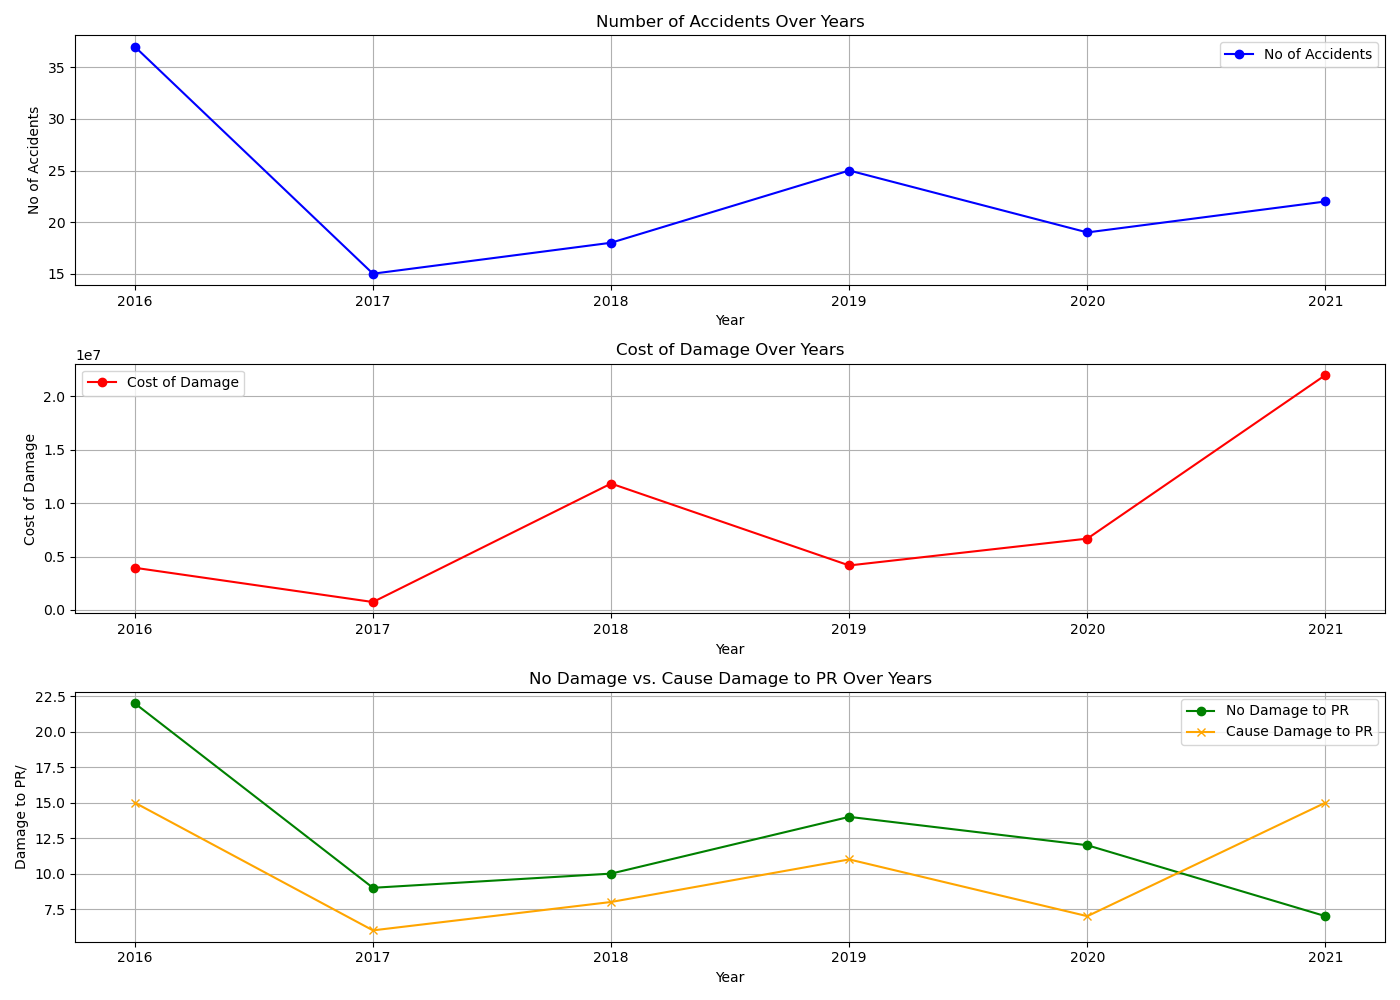 Number of Accidents Over Years
No of Accidents
No of Accidents
35
30
25
20
15
2016 2017 2018 2019 2020 2021
Year
Cost of Damage Over Years
1e7
Cost of Damage
Cost of Damage
2.0
1.5
1.0
0.5
0.0
2016 2017 2018 2019 2020 2021
Year
No Damage vs. Cause Damage to PR Over Years
No Damage to PR
Cause Damage to PR
Damage to PR/
22.5
20.0
17.5
15.0
12.5
10.0
7.5
2016 2017 2018 2019 2020 2021
Year